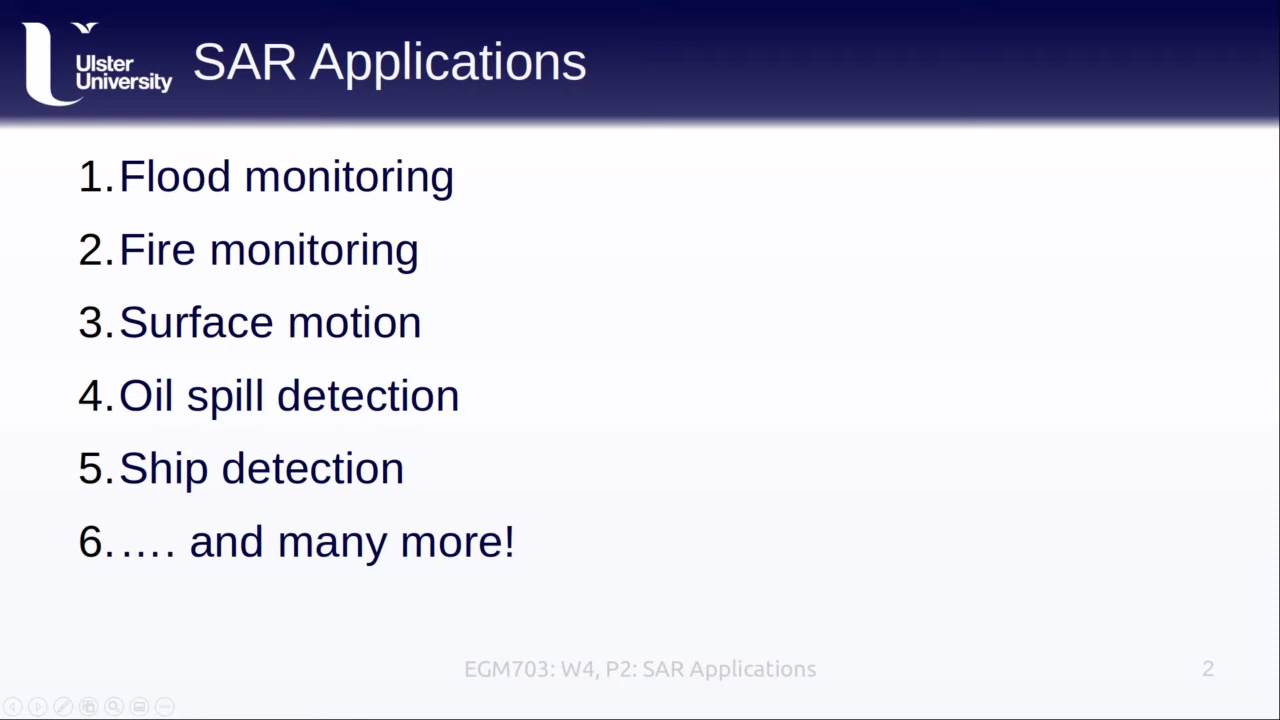 Ulster
University
SAR Applications
1. Flood monitoring
2. Fire monitoring
3. Surface motion
4. Oil spill detection
5. Ship detection
6. …. and many more!
EGM703: W4, P2: SAR Applications
2